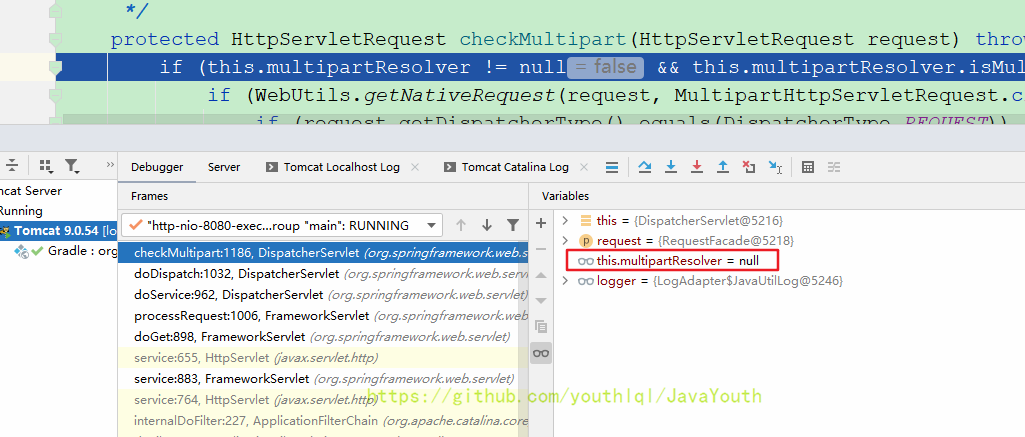 */
protected HttpServletRequest checkMultipart(HttpServletRequest request) throw
if (this.multipartResolver != null = false && this.multipartResolver.isMul
if (WebUtils.getNativeRequest(request, MultipartHttpServletRequest.c
if (request.getDispatcherType().equals(DispatcherType.REQUEST))
Debugger Server Tomcat Localhost Log Tomcat Catalina Log
mcat Server
Running
Tomcat 9.0.54 [lo
Gradle : org
Frames
"http-nio-8080-exec...roup "main": RUNNING
checkMultipart:1186, DispatcherServlet (org.springframework.web.se
doDispatch:1032, DispatcherServlet (org.springframework.web.servle
doService:962, DispatcherServlet (org.springframework.web.servlet)
processRequest:1006, FrameworkServlet (org.springframework.web.s
doGet:898, FrameworkServlet (org.springframework.web.servlet)
service:655, HttpServlet (javax.servlet.http)
service:883, FrameworkServlet (org.springframework.web.servlet)
service:764, HttpServlet (javax.servlet.http)
internalDoFilter:227, ApplicationFilterChain (org.apache.catalina.core
Variables
this = {DispatcherServlet@5216}
request = {RequestFacade@5218}
this.multipartResolver = null
logger = {LogAdapter$JavaUtilLog@5246}
https://github.com/youthlql/JavaYouth